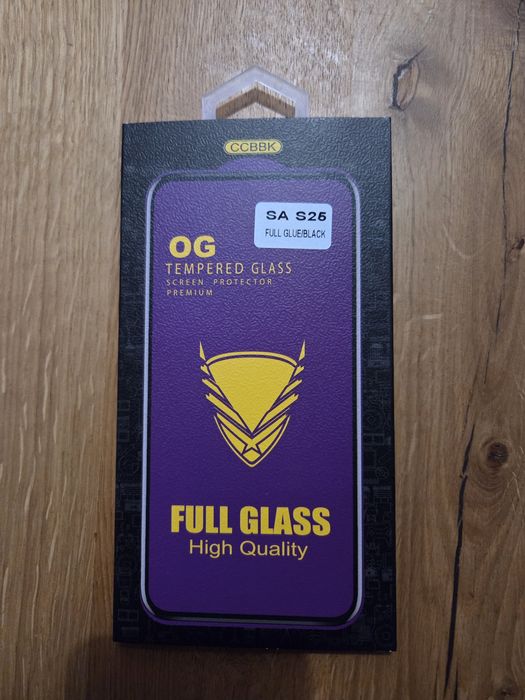 CCBBK
SA S25
FULL GLUE/BLACK
OG
TEMPERED GLASS
SCREEN PROTECTOR
PREMIUM
FULL GLASS
High Quality